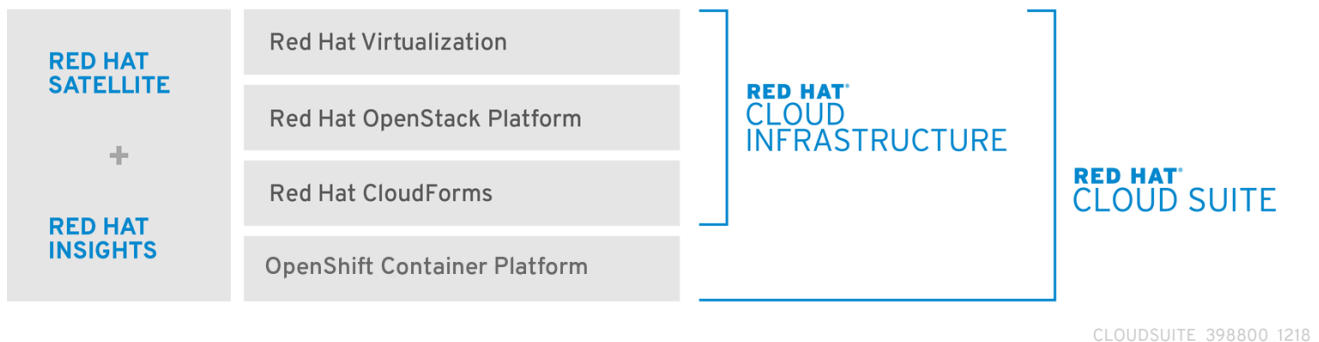 RED HAT
SATELLITE
+
RED HAT
INSIGHTS
Red Hat Virtualization
Red Hat OpenStack Platform
Red Hat CloudForms
OpenShift Container Platform
RED HAT®
CLOUD
INFRASTRUCTURE
RED HAT®
CLOUD SUITE
CLOUDSUITE 398800 1218